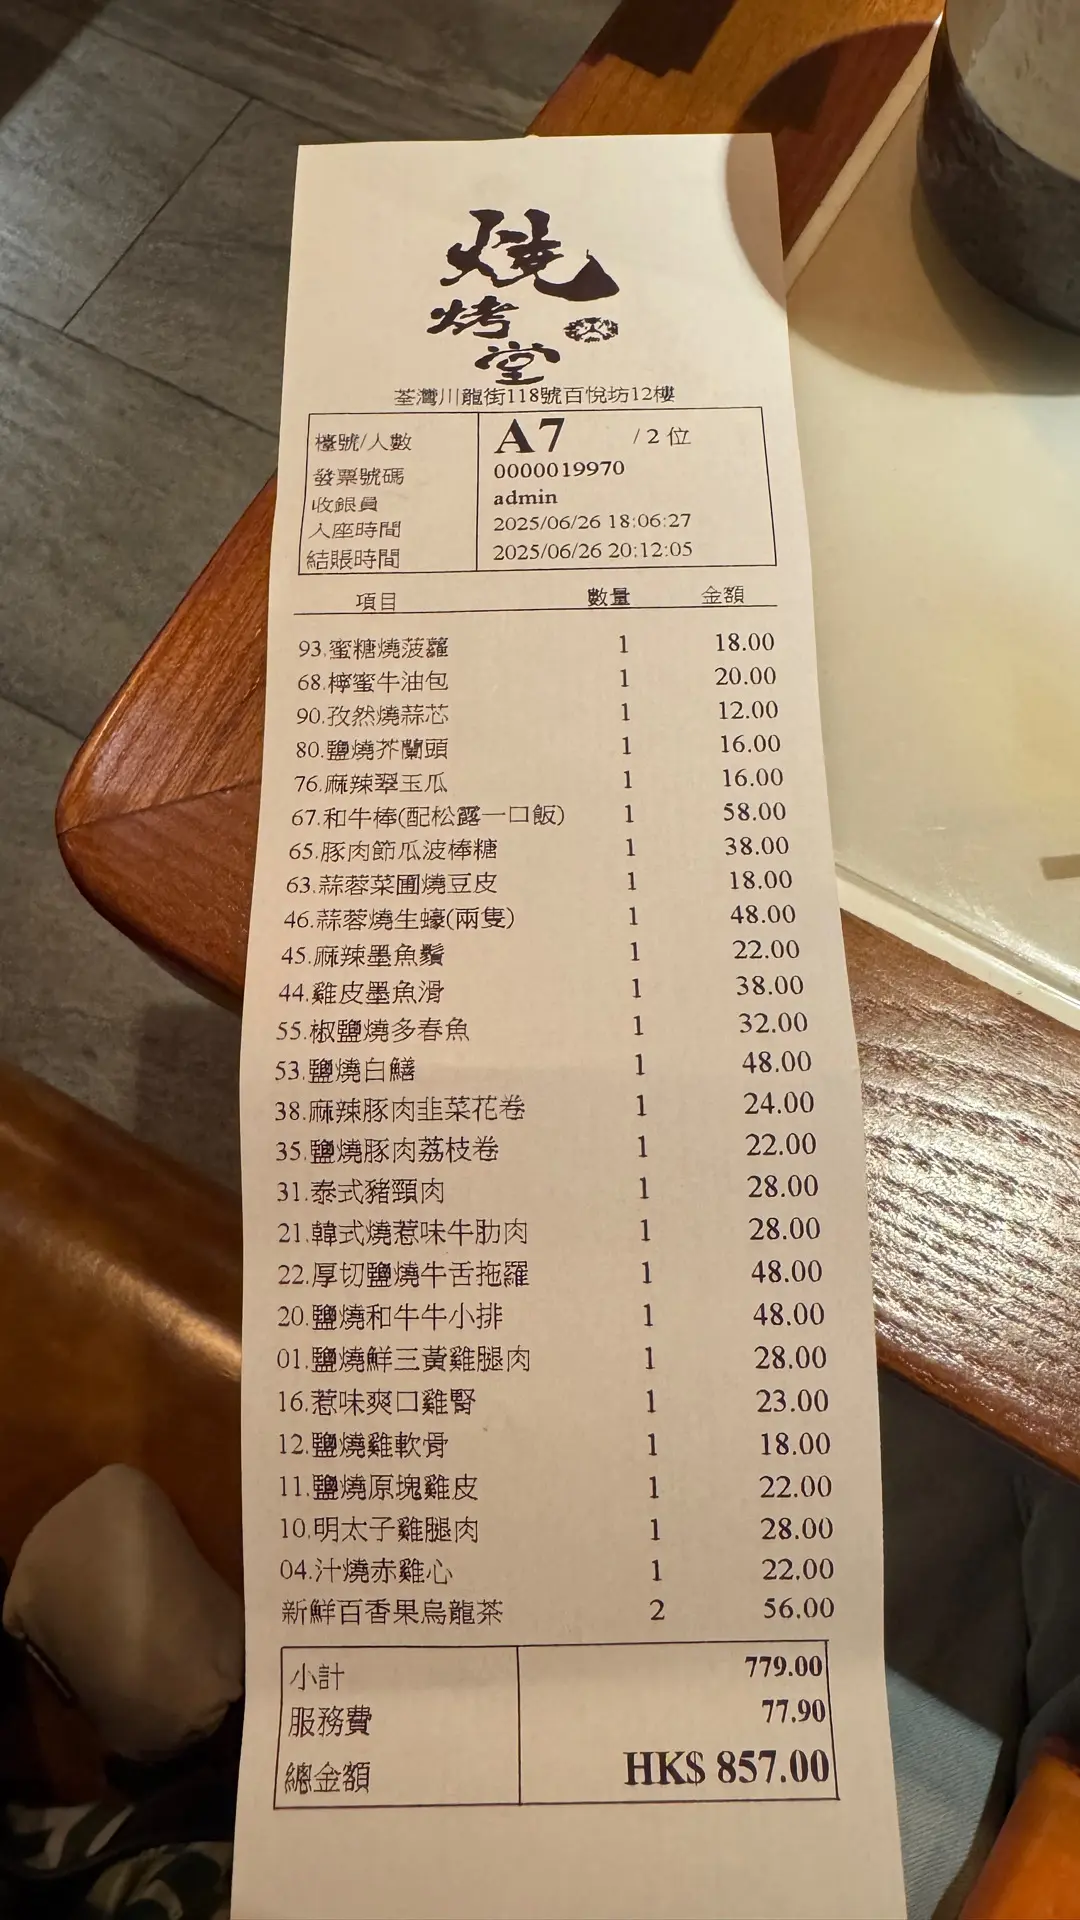 燒
烤
堂
荃灣川龍街118號百悅坊12樓
檯號/人數 A7 / 2 位
發票號碼 0000019970
收銀員 admin
入座時間 2025/06/26 18:06:27
結賬時間 2025/06/26 20:12:05
項目 數量 金額
93.蜜糖燒菠蘿 1 18.00
68.檸蜜牛油包 1 20.00
90.孜然燒蒜芯 1 12.00
80.鹽燒芥蘭頭 1 16.00
76.麻辣翠玉瓜 1 16.00
67.和牛棒(配松露一口飯) 1 58.00
65.豚肉節瓜波棒糖 1 38.00
63.蒜蓉菜圃燒豆皮 1 18.00
46.蒜蓉燒生蠔(兩隻) 1 48.00
45.麻辣墨魚鬚 1 22.00
44.雞皮墨魚滑 1 38.00
55.椒鹽燒多春魚 1 32.00
53.鹽燒白鱔 1 48.00
38.麻辣豚肉韭菜花卷 1 24.00
35.鹽燒豚肉荔枝卷 1 22.00
31.泰式豬頸肉 1 28.00
21.韓式燒惹味牛肋肉 1 28.00
22.厚切鹽燒牛舌拖羅 1 48.00
20.鹽燒和牛牛小排 1 48.00
01.鹽燒鮮三黃雞腿肉 1 28.00
16.惹味爽口雞腎 1 23.00
12.鹽燒雞軟骨 1 18.00
11.鹽燒原塊雞皮 1 22.00
10.明太子雞腿肉 1 28.00
04.汁燒赤雞心 1 22.00
新鮮百香果烏龍茶 2 56.00
小計 779.00
服務費 77.90
總金額 HK$ 857.00